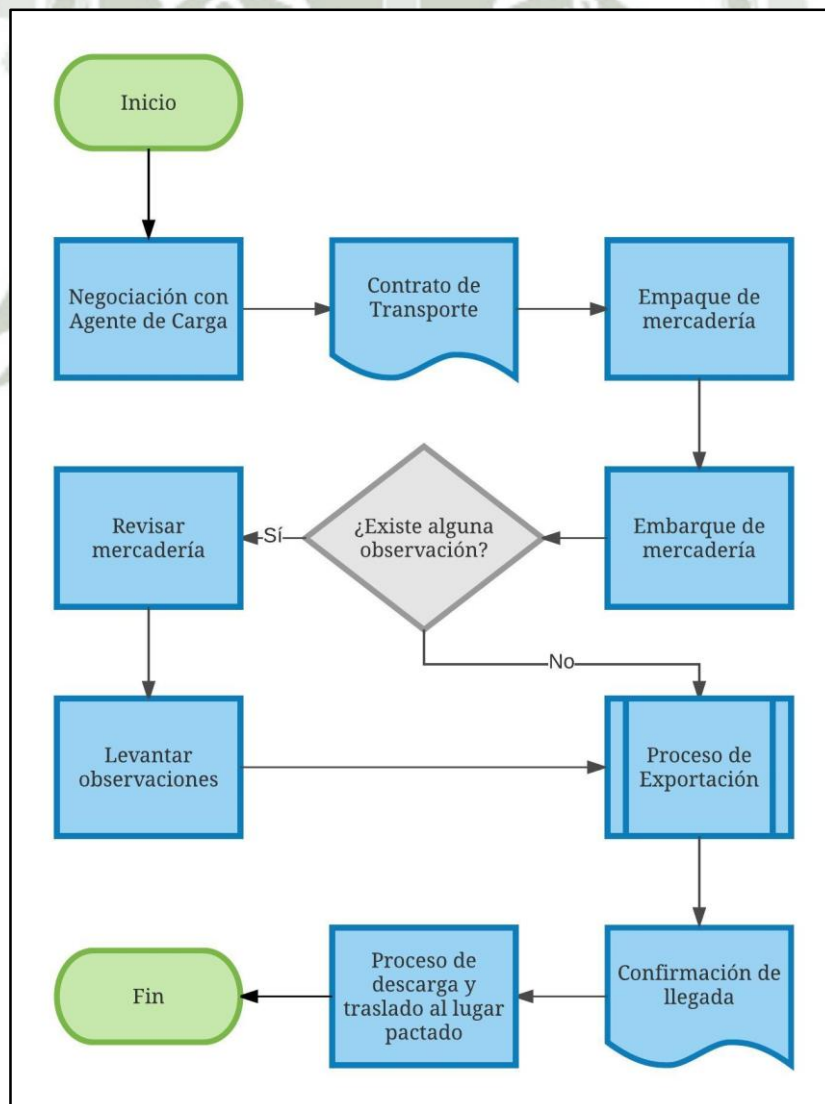 Inicio
Negociación con
Agente de Carga
Contrato de
Transporte
Empaque de
mercadería
Revisar
mercadería
Sí
¿Existe alguna
observación?
Embarque de
mercadería
No
Levantar
observaciones
Proceso de
Exportación
Fin
Proceso de
descarga y
traslado al lugar
pactado
Confirmación de
llegada